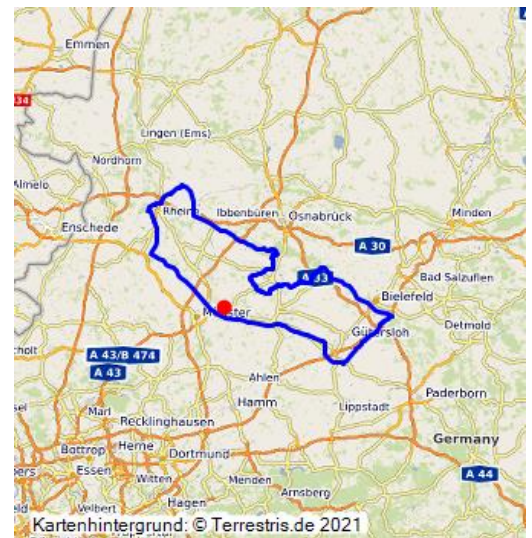 Emmen
Lingen (Ems)
Nordhorn
Almelo
Rheine
Ibbenbüren
Osnabrück
Minden
Enschede
A 30
A 33
Bad Salzuflen
Bielefeld
Münster
Detmold
Gütersloh
A 43/B 474
A 43
Ahlen
Paderborn
Hamm
Lippstadt
Marl
Recklinghausen
Germany
Bottrop
Herne
Dortmund
Essen
Witten
A 44
Menden
Arnsberg
Hagen
Kartenhintergrund: © Terrestris.de 2021